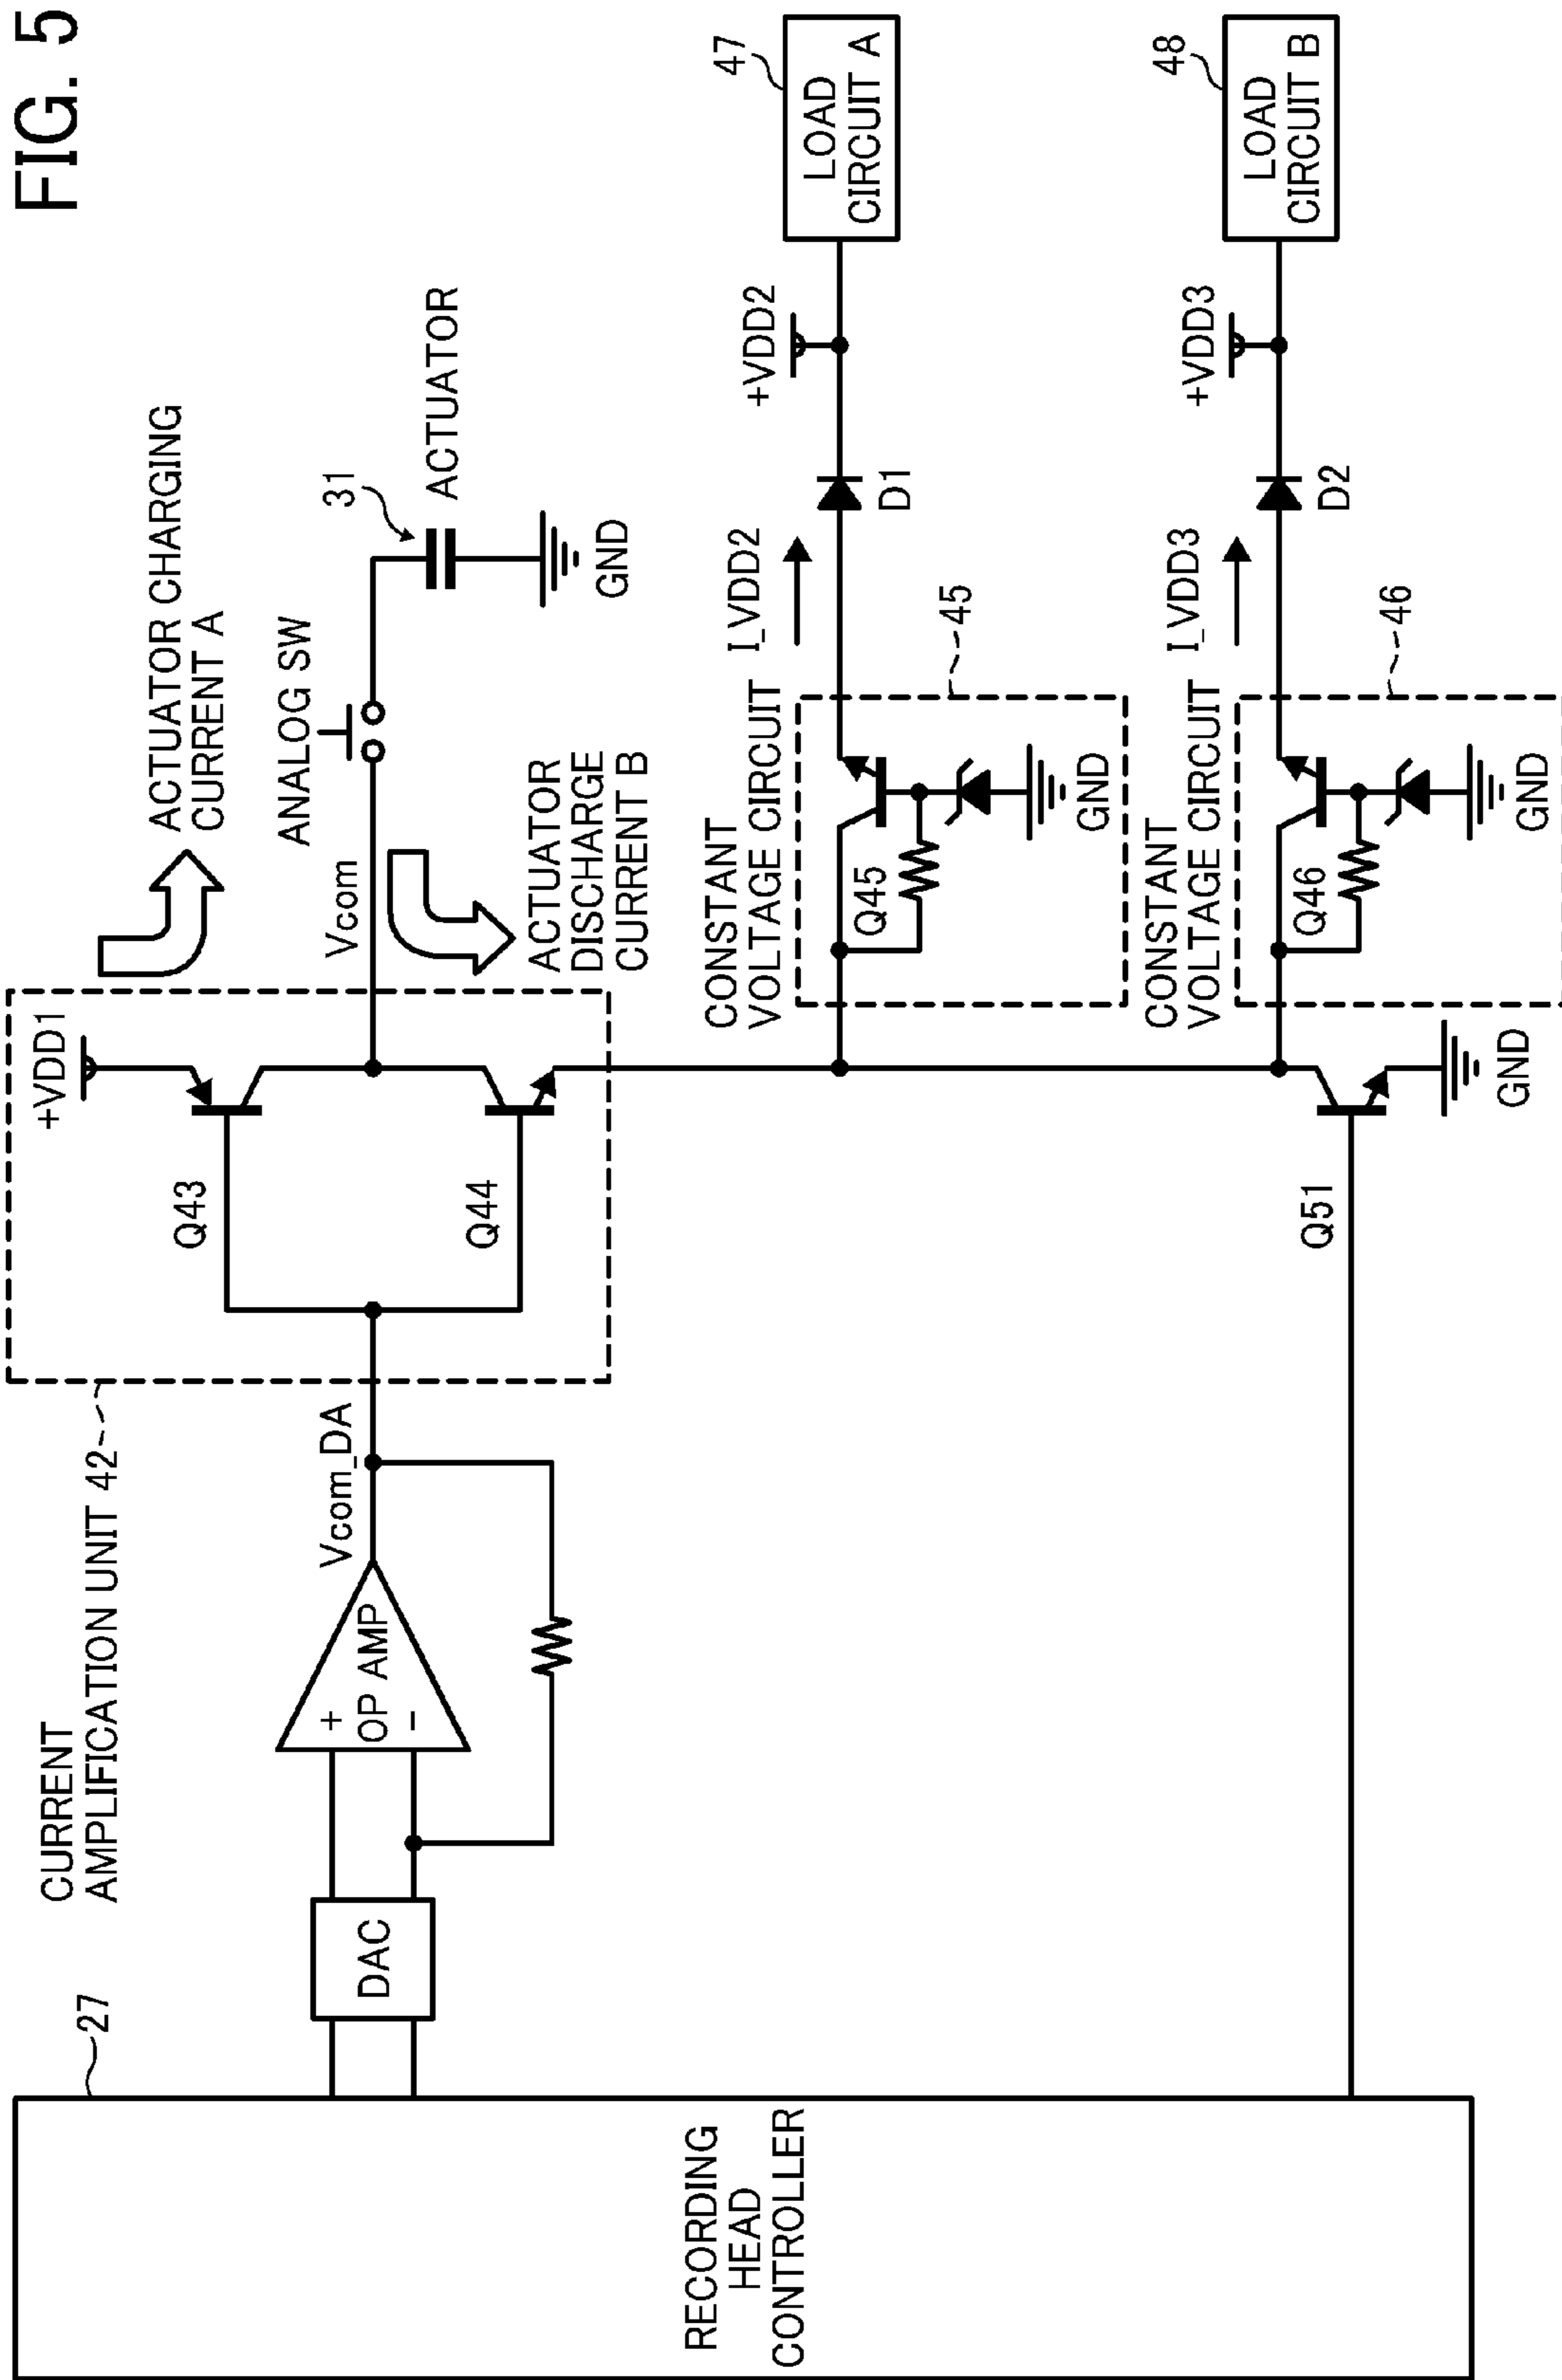 FIG. 5
CURRENT
AMPLIFICATION UNIT 42
+VDD1
ACTUATOR CHARGING
CURRENT A
27
Q43
ANALOG SW
31
ACTUATOR
Vcom_DA
Vcom
DAC
+
OP AMP
−
Q44
ACTUATOR
DISCHARGE
CURRENT B
GND
RECORDING
HEAD
CONTROLLER
CONSTANT
VOLTAGE CIRCUIT
I_VDD2
+VDD2
47
LOAD
CIRCUIT A
Q45
D1
45
GND
CONSTANT
VOLTAGE CIRCUIT
I_VDD3
+VDD3
48
LOAD
CIRCUIT B
Q51
Q46
D2
46
GND
GND